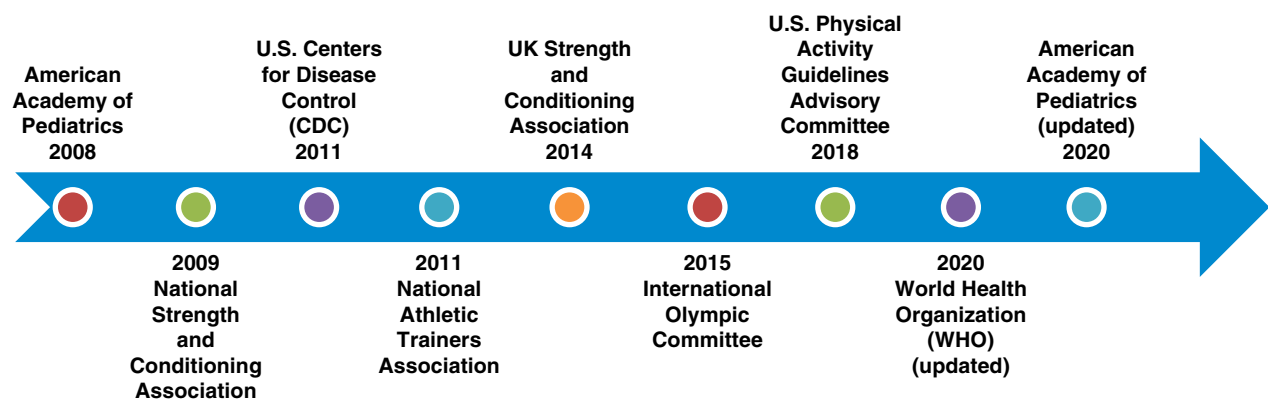 American
Academy of
Pediatrics
2008
U.S. Centers
for Disease
Control
(CDC)
2011
UK Strength
and
Conditioning
Association
2014
U.S. Physical
Activity
Guidelines
Advisory
Committee
2018
American
Academy of
Pediatrics
(updated)
2020
2009
National
Strength
and
Conditioning
Association
2011
National
Athletic
Trainers
Association
2015
International
Olympic
Committee
2020
World Health
Organization
(WHO)
(updated)